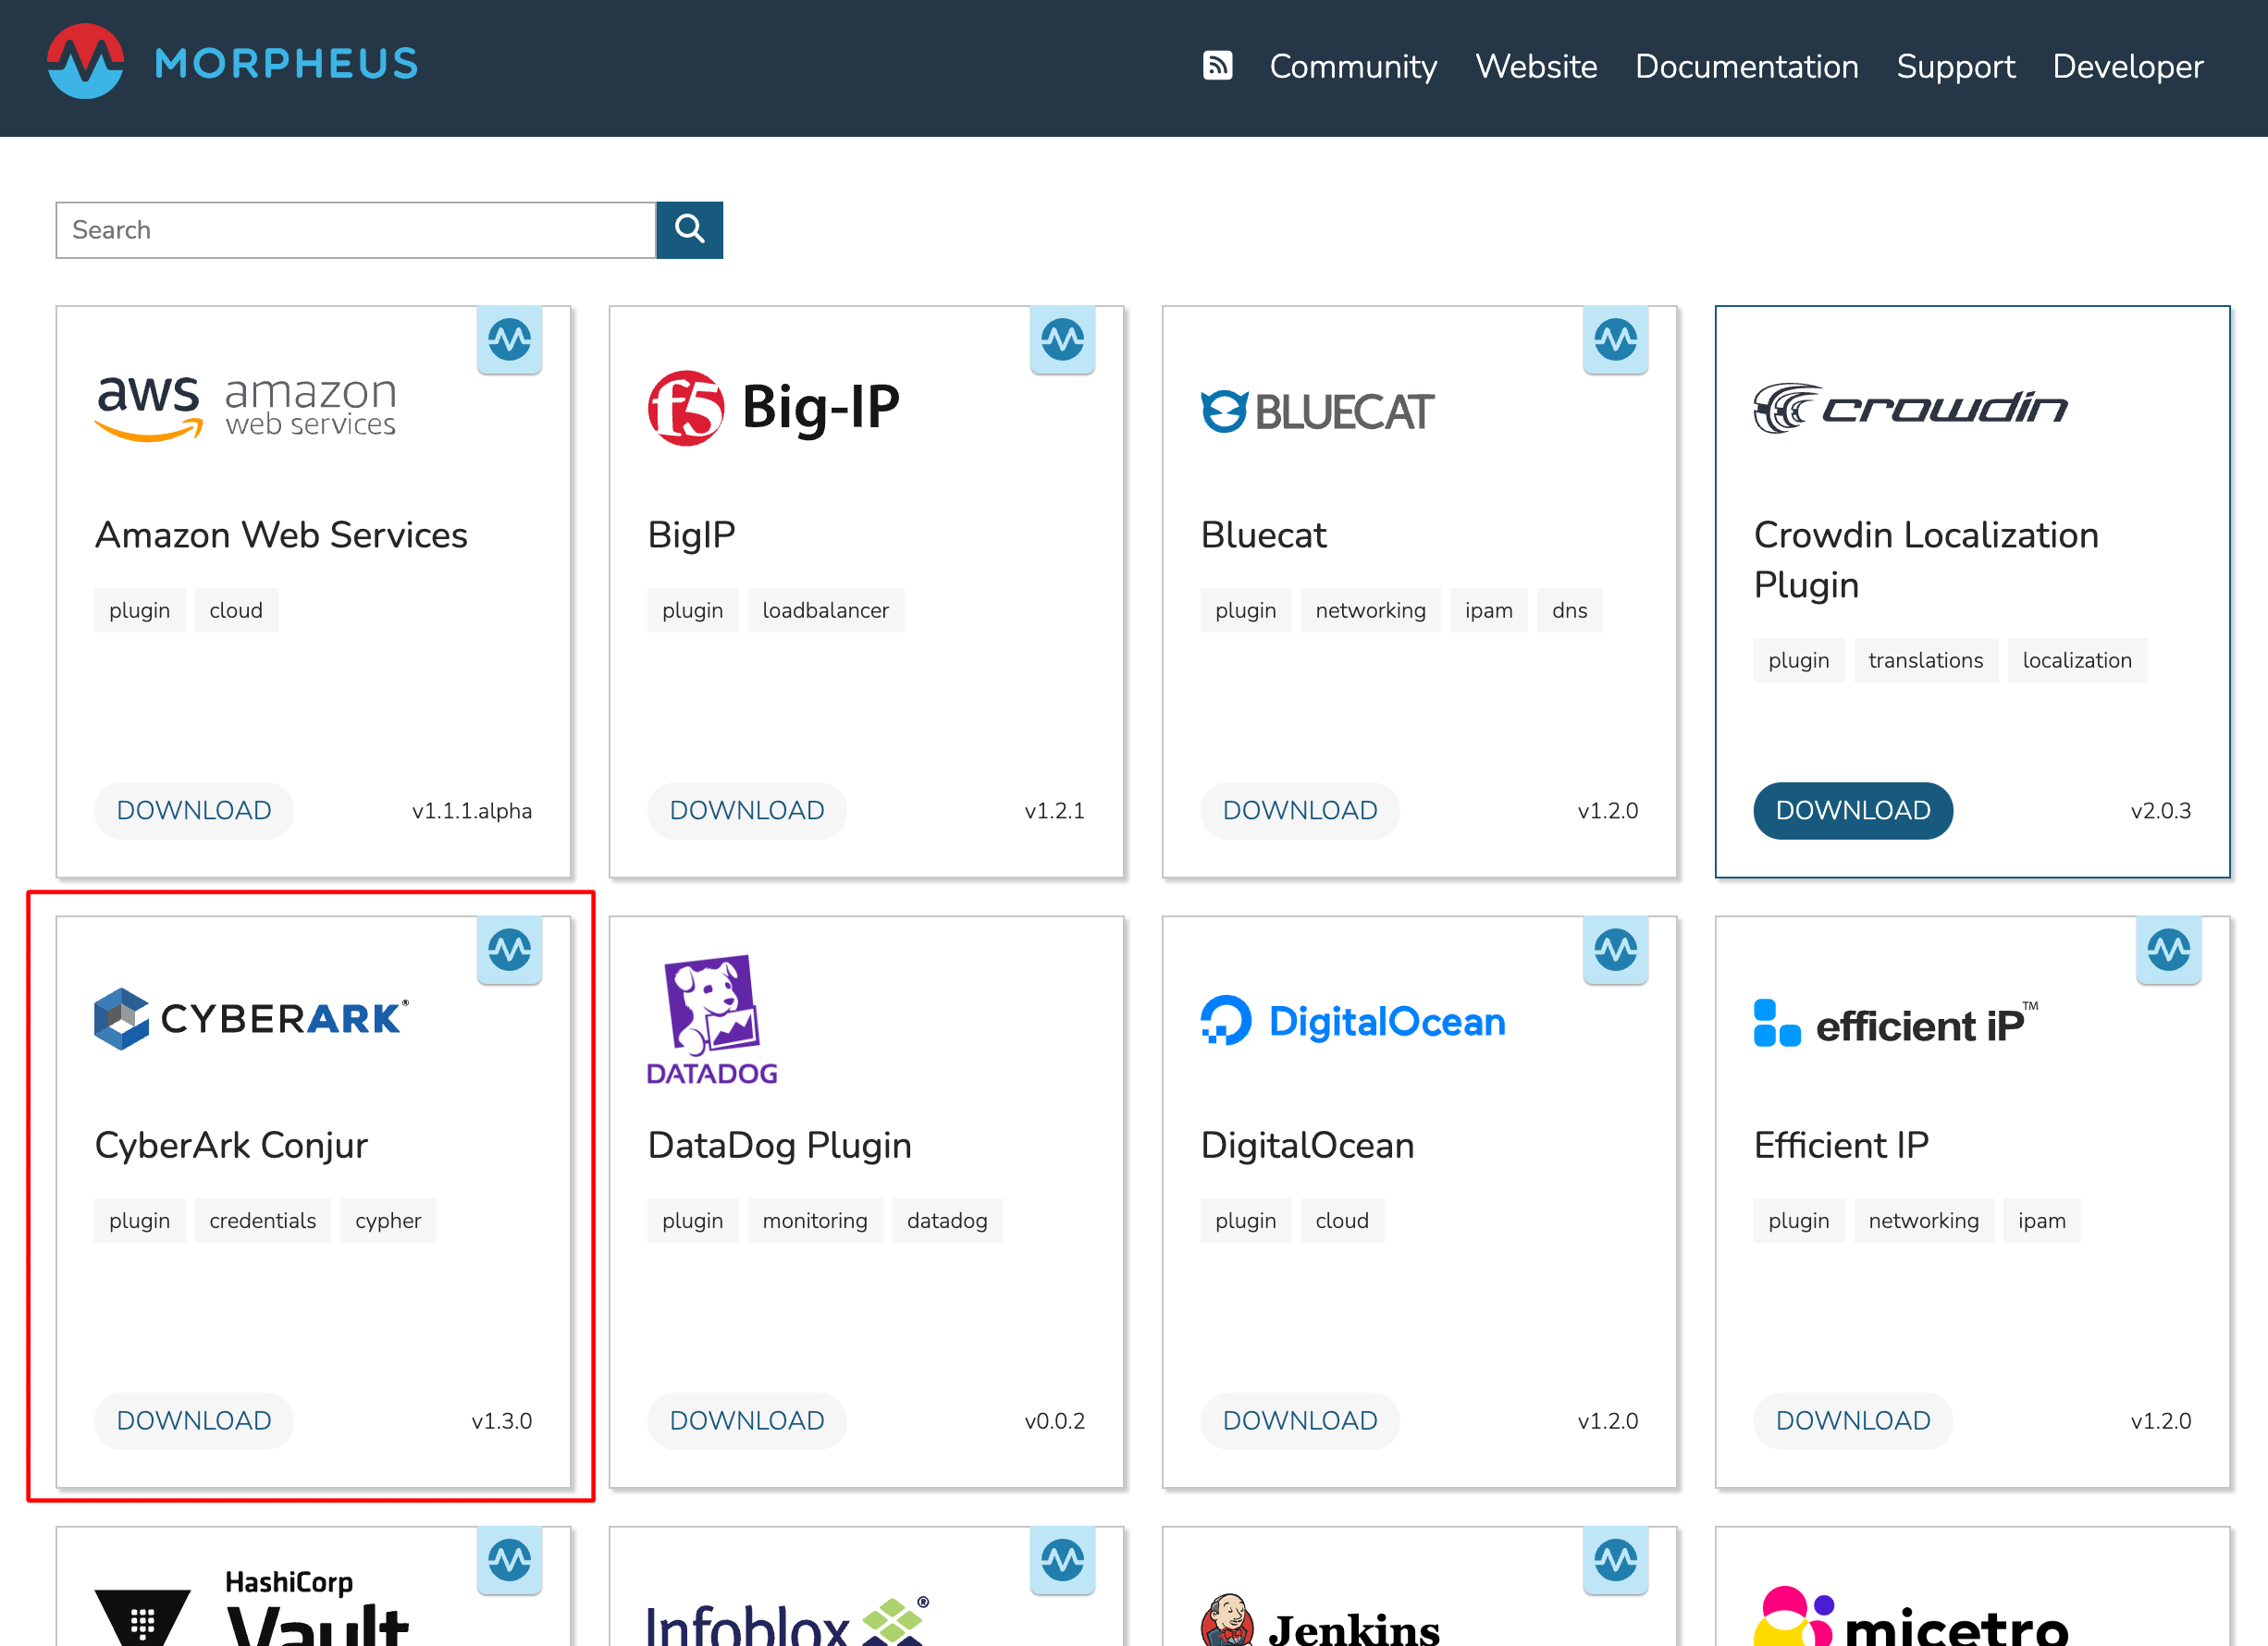 MORPHEUS
Community Website Documentation Support Developer
Search
aws amazon web services
Amazon Web Services
plugin cloud
DOWNLOAD v1.1.1.alpha
f5 Big-IP
BigIP
plugin loadbalancer
DOWNLOAD v1.2.1
BLUECAT
Bluecat
plugin networking ipam dns
DOWNLOAD v1.2.0
crowdin
Crowdin Localization
Plugin
plugin translations localization
DOWNLOAD v2.0.3
CYBERARK®
CyberArk Conjur
plugin credentials cypher
DOWNLOAD v1.3.0
DATADOG
DataDog Plugin
plugin monitoring datadog
DOWNLOAD v0.0.2
DigitalOcean
DigitalOcean
plugin cloud
DOWNLOAD v1.2.0
efficient iP™
Efficient IP
plugin networking ipam
DOWNLOAD v1.2.0
HashiCorp
Vault
Infoblox®
Jenkins
micetro